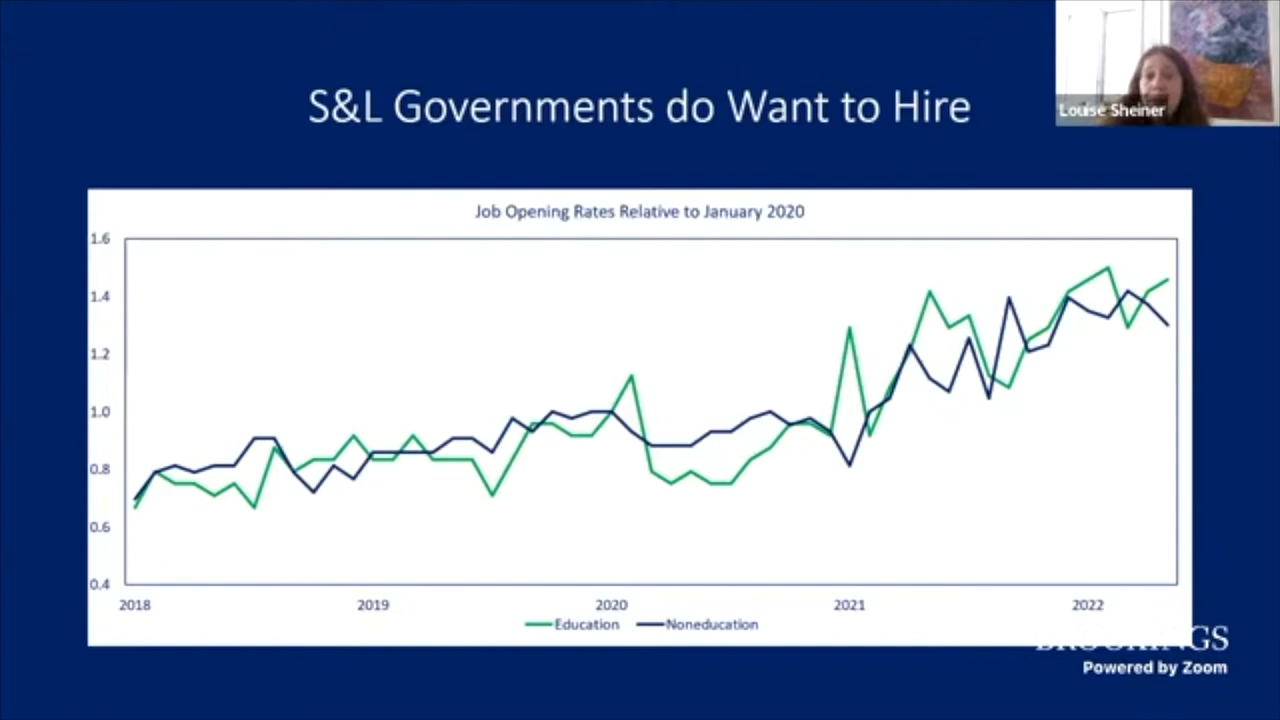 S&L Governments do Want to Hire
Louise Sheiner
Job Opening Rates Relative to January 2020
1.6
1.4
1.2
1.0
0.8
0.6
0.4
2018 2019 2020 2021 2022
Education Noneducation
BROOKINGS
Powered by Zoom